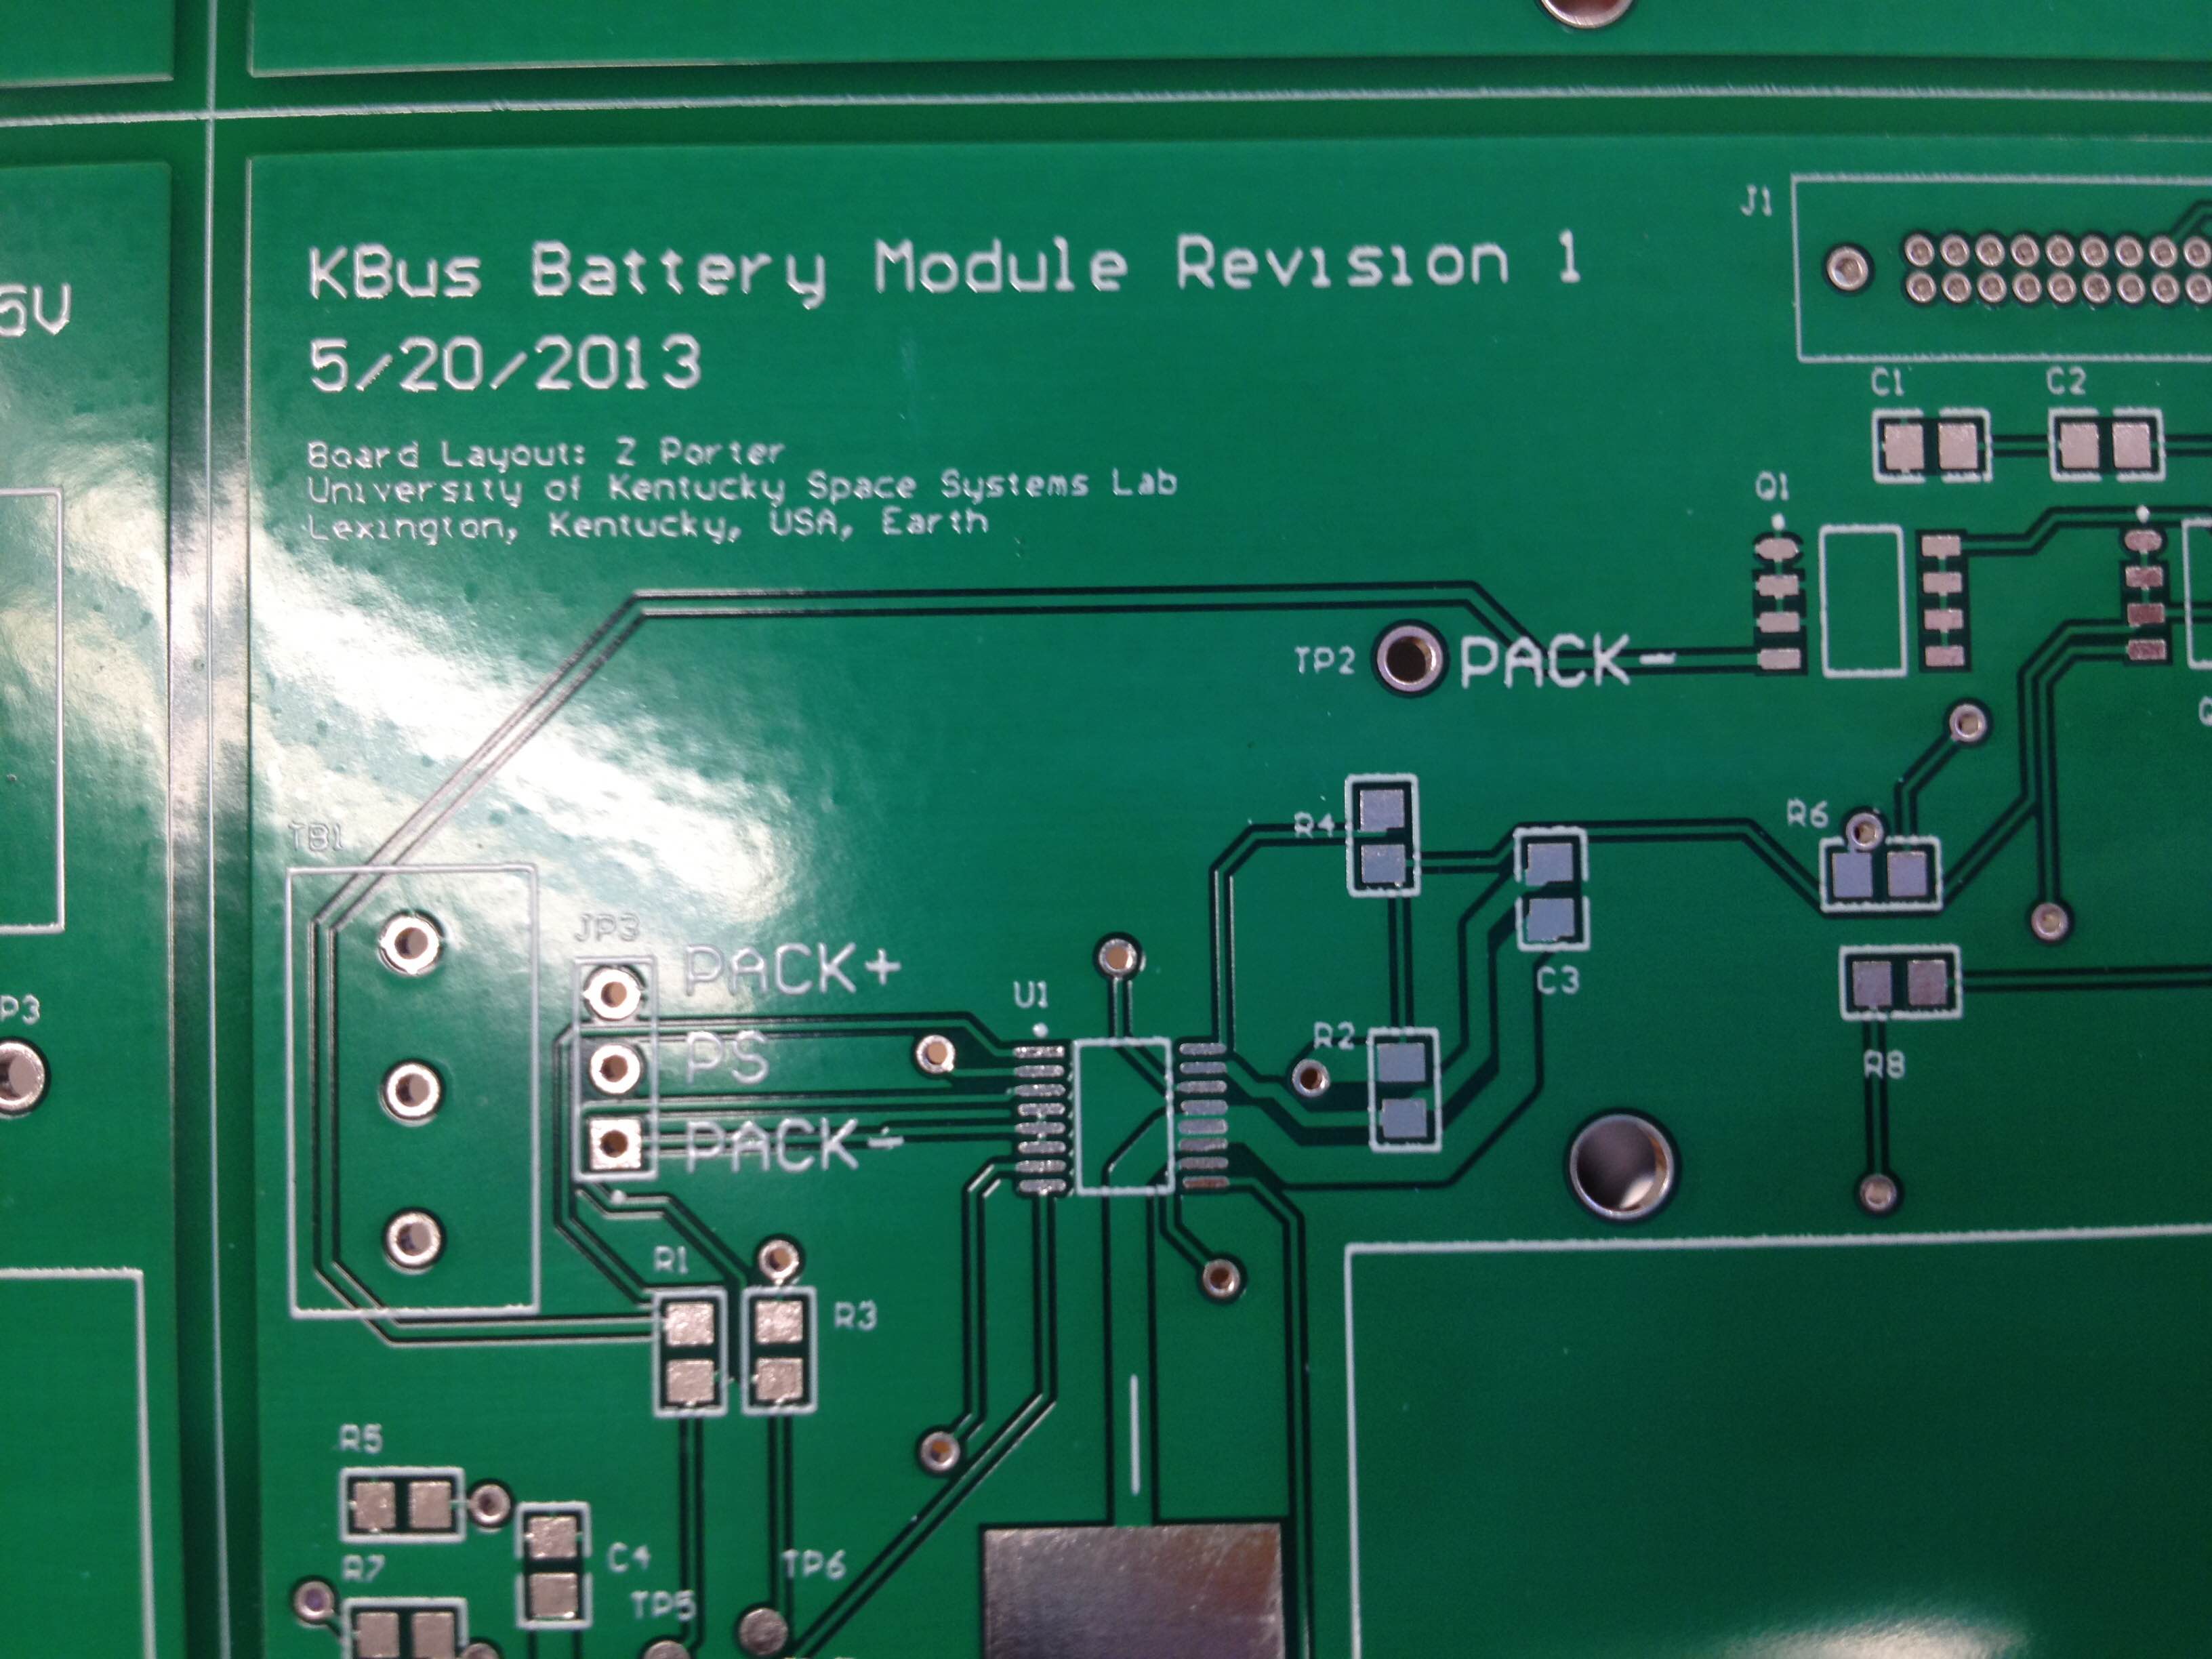 KBus Battery Module Revision 1
5/20/2013
Board Layout: Z Porter
University of Kentucky Space Systems Lab
Lexington, Kentucky, USA, Earth
J1
C1
C2
Q1
TP2
PACK-
R4
R6
TB1
JP3
PACK+
C3
U1
P3
PS
R2
R8
PACK-
R1
R3
R5
C4
R7
TP6
TP5